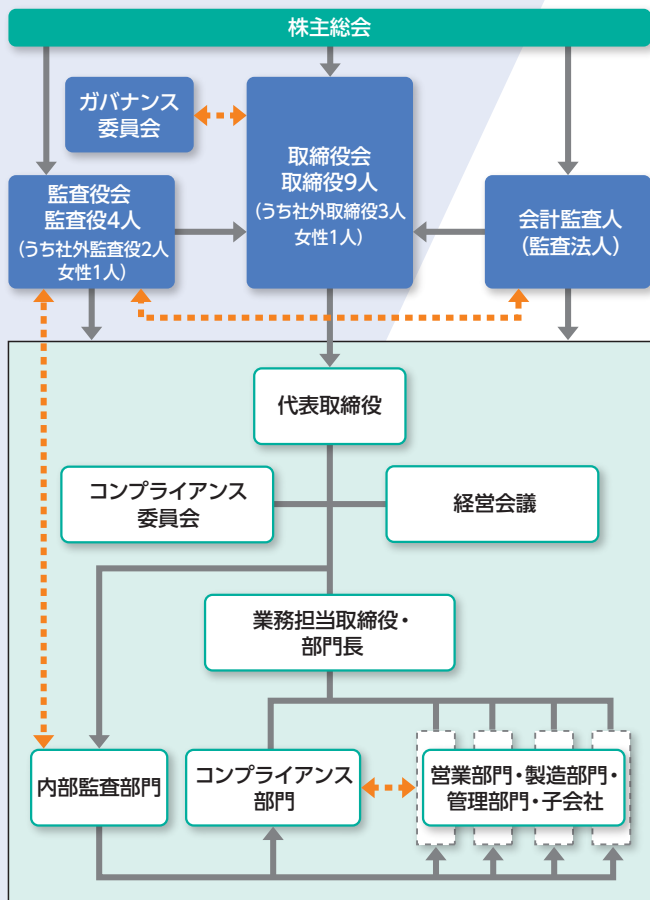 株主総会
ガバナンス
委員会
取締役会
取締役9人
(うち社外取締役3人
女性1人)
監査役会
監査役4人
(うち社外監査役2人
女性1人)
会計監査人
(監査法人)
代表取締役
コンプライアンス
委員会
経営会議
業務担当取締役・
部門長
内部監査部門
コンプライアンス
部門
営業部門・製造部門・
管理部門・子会社